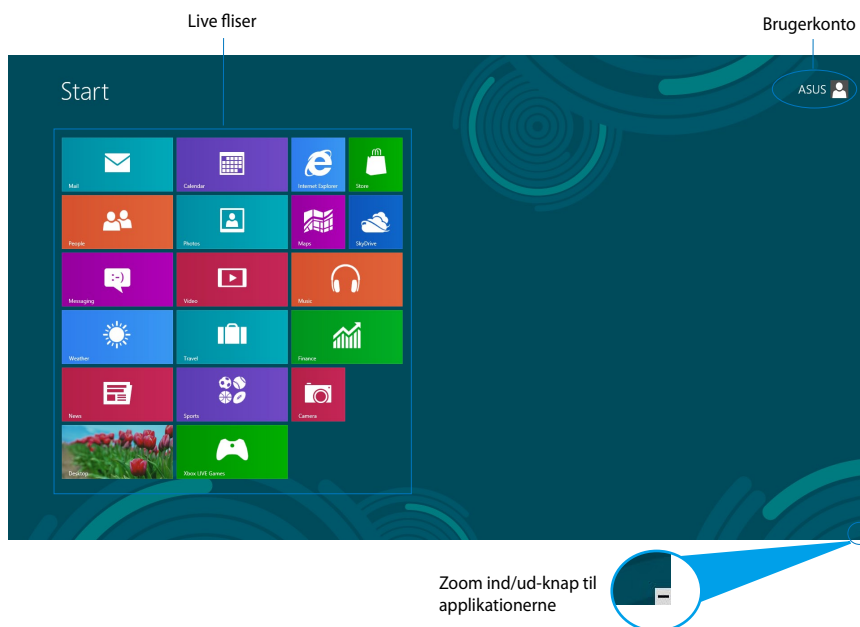 Live fliser
Brugerkonto
Start
ASUS
Mail
Calendar
Internet Explorer
Store
People
Photos
Maps
SkyDrive
Messaging
Video
Music
Weather
Travel
Finance
News
Sports
Camera
Desktop
Xbox LIVE Games
Zoom ind/ud-knap til
applikationerne